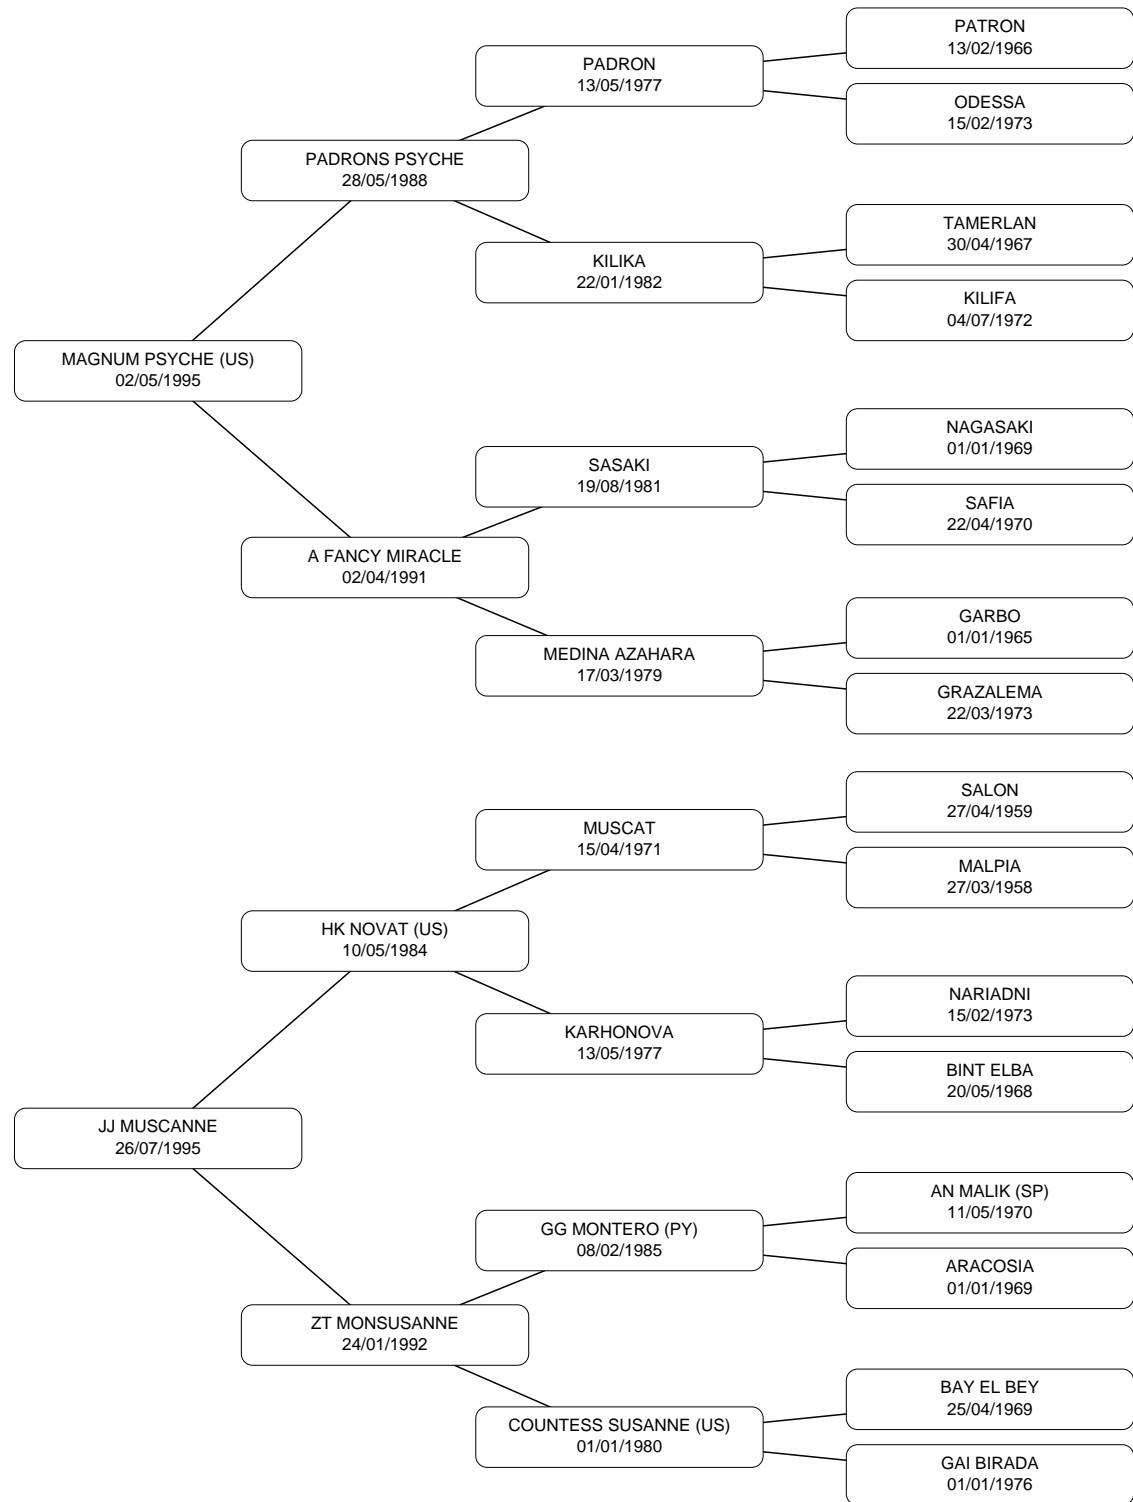 PATRON
13/02/1966
PADRON
13/05/1977
ODESSA
15/02/1973
PADRONS PSYCHE
28/05/1988
TAMERLAN
30/04/1967
KILIKA
22/01/1982
KILIFA
04/07/1972
MAGNUM PSYCHE (US)
02/05/1995
NAGASAKI
01/01/1969
SASAKI
19/08/1981
SAFIA
22/04/1970
A FANCY MIRACLE
02/04/1991
GARBO
01/01/1965
MEDINA AZAHARA
17/03/1979
GRAZALEMA
22/03/1973
SALON
27/04/1959
MUSCAT
15/04/1971
MALPIA
27/03/1958
HK NOVAT (US)
10/05/1984
NARIADNI
15/02/1973
KARHONOVA
13/05/1977
BINT ELBA
20/05/1968
JJ MUSCANNE
26/07/1995
AN MALIK (SP)
11/05/1970
GG MONTERO (PY)
08/02/1985
ARACOSIA
01/01/1969
ZT MONSUSANNE
24/01/1992
BAY EL BEY
25/04/1969
COUNTESS SUSANNE (US)
01/01/1980
GAI BIRADA
01/01/1976